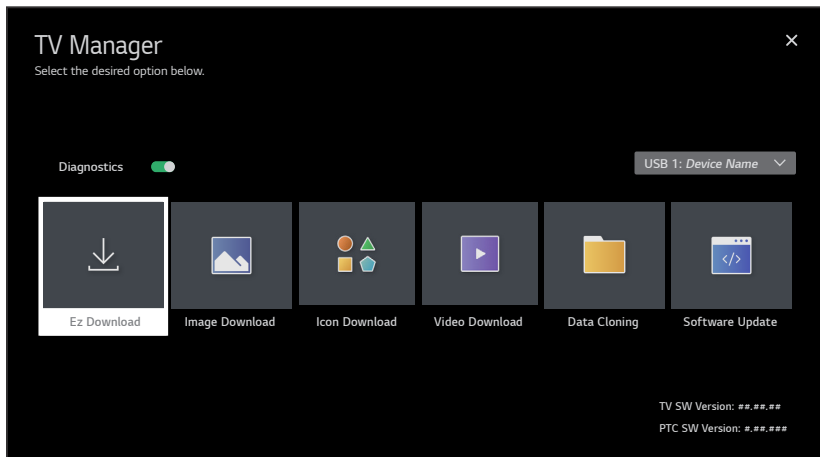 TV Manager
Select the desired option below.
Diagnostics
USB 1: Device Name
Ez Download
Image Download
Icon Download
Video Download
Data Cloning
Software Update
TV SW Version: ##.##.##
PTC SW Version: #.##.###